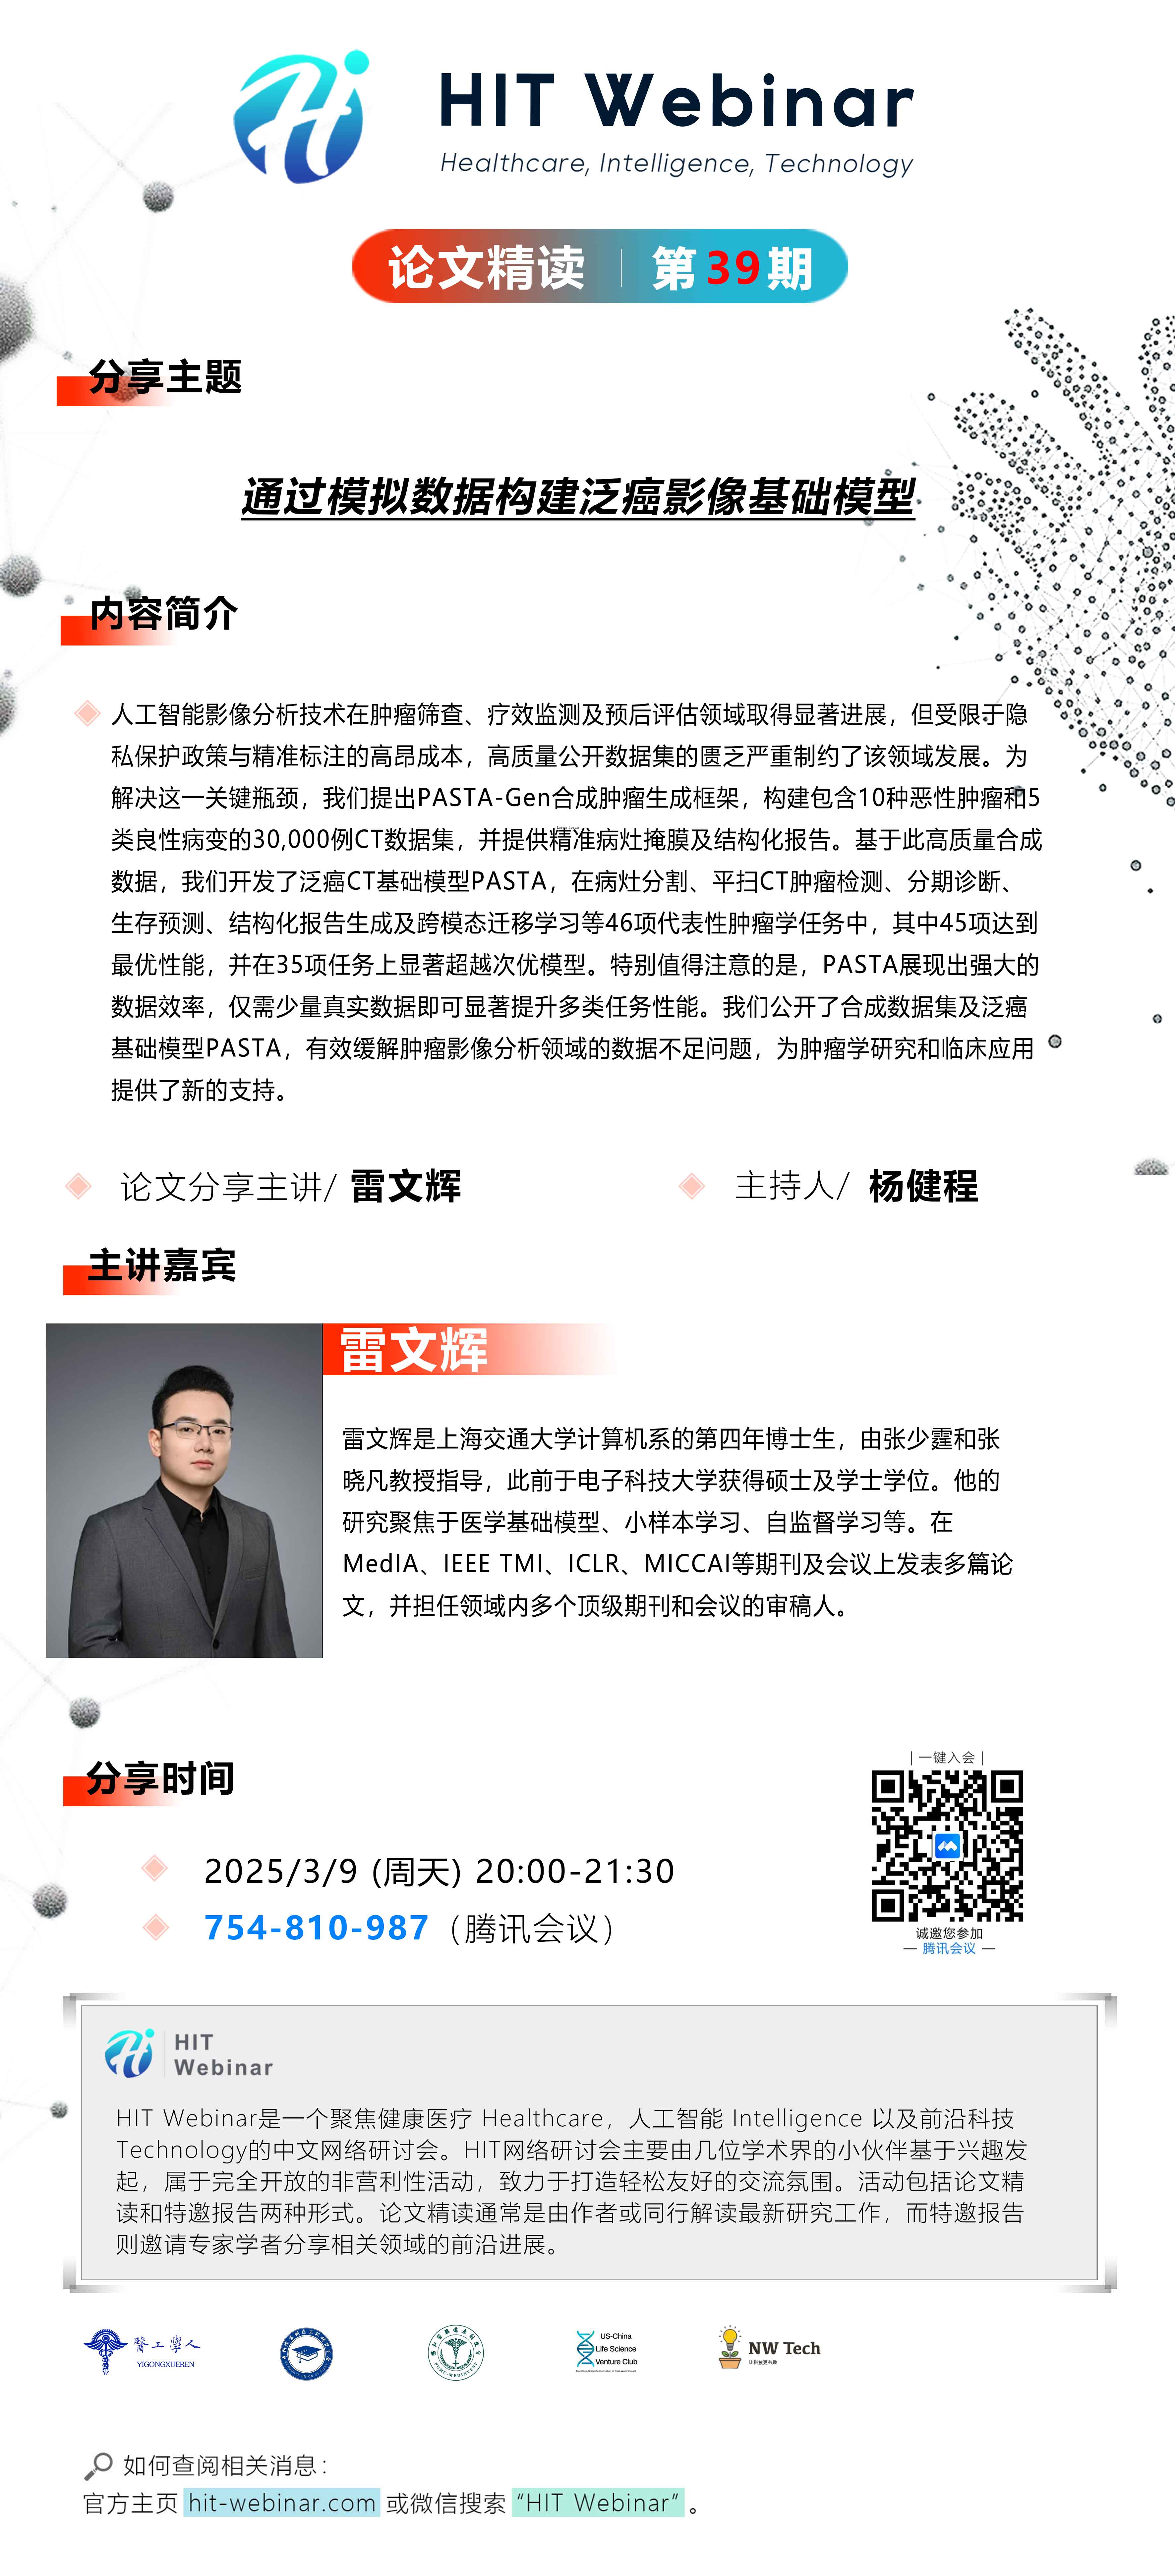 HIT Webinar
Healthcare, Intelligence, Technology
论文精读 | 第39期
分享主题
通过模拟数据构建泛癌影像基础模型
内容简介
人工智能影像分析技术在肿瘤筛查、疗效监测及预后评估领域取得显著进展，但受限于隐
私保护政策与精准标注的高昂成本，高质量公开数据集的匮乏严重制约了该领域发展。为
解决这一关键瓶颈，我们提出PASTA-Gen合成肿瘤生成框架，构建包含10种恶性肿瘤和5
类良性病变的30,000例CT数据集，并提供精准病灶掩膜及结构化报告。基于此高质量合成
数据，我们开发了泛癌CT基础模型PASTA，在病灶分割、平扫CT肿瘤检测、分期诊断、
生存预测、结构化报告生成及跨模态迁移学习等46项代表性肿瘤学任务中，其中45项达到
最优性能，并在35项任务上显著超越次优模型。特别值得注意的是，PASTA展现出强大的
数据效率，仅需少量真实数据即可显著提升多类任务性能。我们公开了合成数据集及泛癌
基础模型PASTA，有效缓解肿瘤影像分析领域的数据不足问题，为肿瘤学研究和临床应用
提供了新的支持。
论文分享主讲/ 雷文辉
主持人/ 杨健程
主讲嘉宾
雷文辉
雷文辉是上海交通大学计算机系的第四年博士生，由张少霆和张
晓凡教授指导，此前于电子科技大学获得硕士及学士学位。他的
研究聚焦于医学基础模型、小样本学习、自监督学习等。在
MedIA、IEEE TMI、ICLR、MICCAI等期刊及会议上发表多篇论
文，并担任领域内多个顶级期刊和会议的审稿人。
分享时间
2025/3/9 (周天) 20:00-21:30
754-810-987（腾讯会议）
| 一键入会 |
诚邀您参加
— 腾讯会议 —
HIT
Webinar
HIT Webinar是一个聚焦健康医疗 Healthcare，人工智能 Intelligence 以及前沿科技
Technology的中文网络研讨会。HIT网络研讨会主要由几位学术界的小伙伴基于兴趣发
起，属于完全开放的非营利性活动，致力于打造轻松友好的交流氛围。活动包括论文精
读和特邀报告两种形式。论文精读通常是由作者或同行解读最新研究工作，而特邀报告
则邀请专家学者分享相关领域的前沿进展。
醫工學人
YIGONGXUEREN
US-China
Life Science
Venture Club
NW Tech
让科技更有趣
如何查阅相关消息：
官方主页 hit-webinar.com 或微信搜索 “HIT Webinar” 。